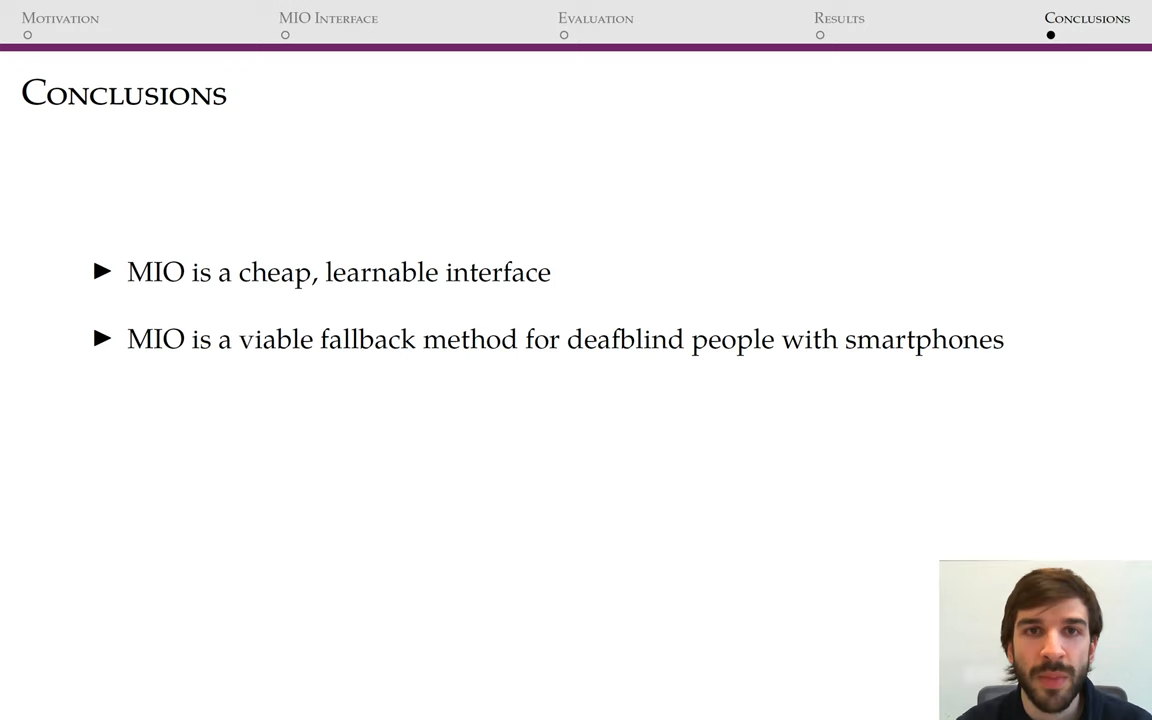 Motivation
MIO Interface
Evaluation
Results
Conclusions
Conclusions
► MIO is a cheap, learnable interface
► MIO is a viable fallback method for deafblind people with smartphones